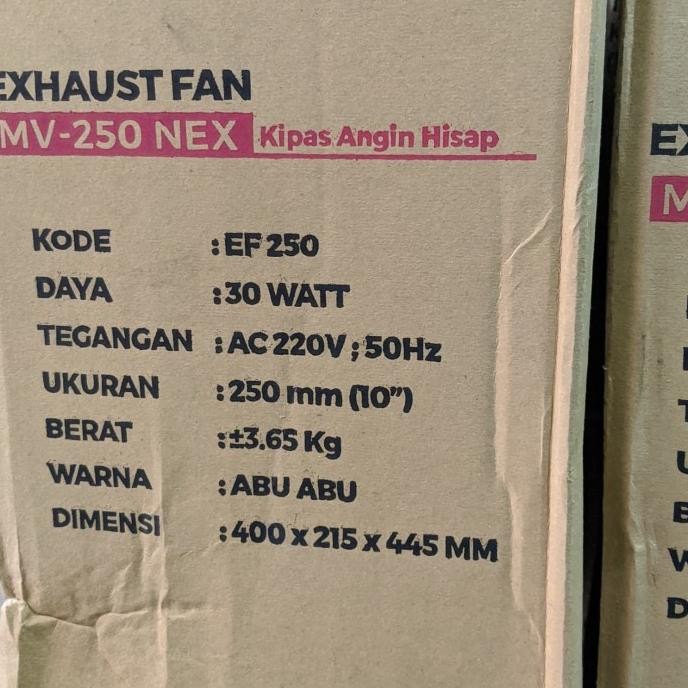 EXHAUST FAN
MV-250 NEX Kipas Angin Hisap
KODE : EF 250
DAYA : 30 WATT
TEGANGAN : AC 220V ; 50Hz
UKURAN : 250 mm (10”)
BERAT : ±3.65 Kg
WARNA : ABU ABU
DIMENSI : 400 x 215 x 445 MM